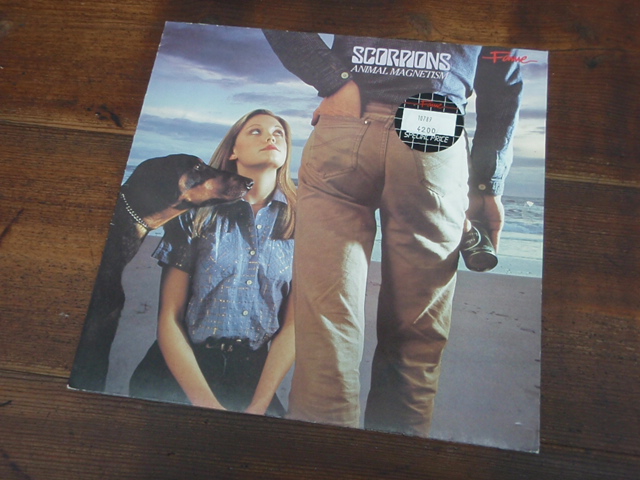 SCORPIONS
ANIMAL MAGNETISM
Fame
4200
SPECIAL PRICE